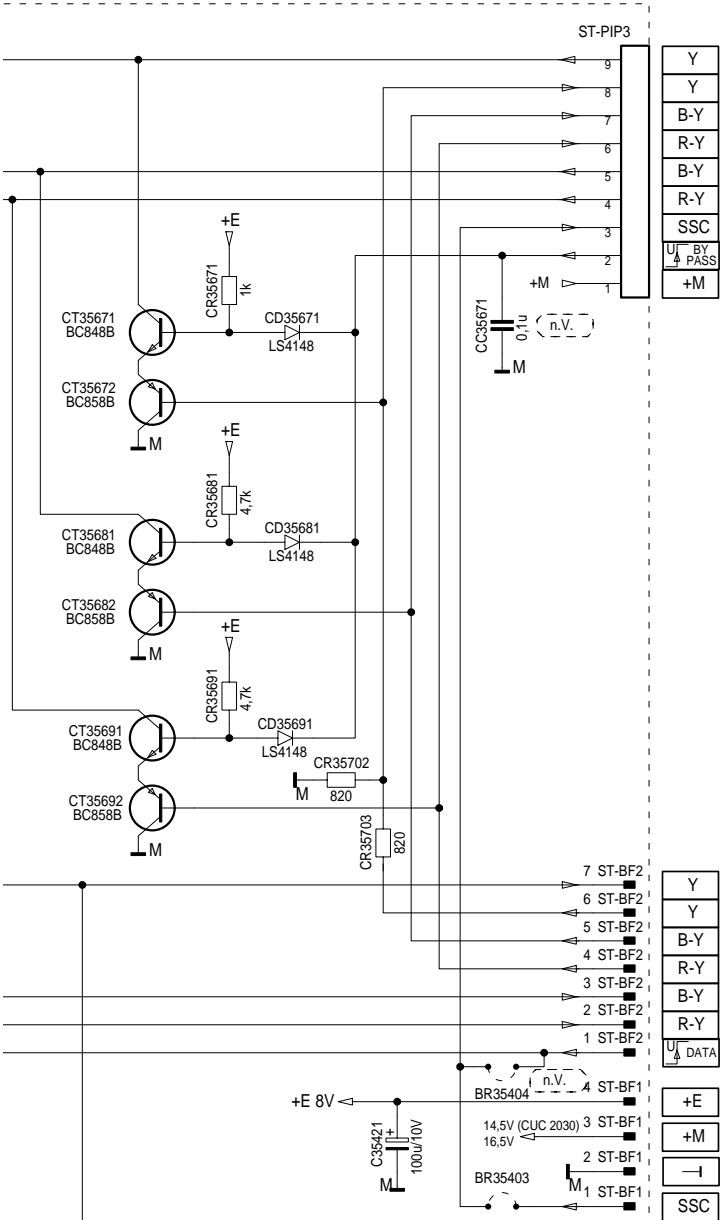 ST-PIP3
9
Y
8
Y
7
B-Y
6
R-Y
5
B-Y
4
R-Y
3
SSC
2
U BY
PASS
+M
1
+M
+E
CR35671
1k
CT35671
BC848B
CD35671
LS4148
CC35671
0,1u
n.V.
M
CT35672
BC858B
M
+E
CR35681
4,7k
CT35681
BC848B
CD35681
LS4148
CT35682
BC858B
M
+E
CR35691
4,7k
CT35691
BC848B
CD35691
LS4148
CR35702
M
820
CT35692
BC858B
M
CR35703
820
7 ST-BF2
Y
6 ST-BF2
Y
5 ST-BF2
B-Y
4 ST-BF2
R-Y
3 ST-BF2
B-Y
2 ST-BF2
R-Y
1 ST-BF2
U DATA
n.V.
BR35404
4 ST-BF1
+E 8V
+E
C35421
+
100u/10V
M
14,5V (CUC 2030)
16,5V
3 ST-BF1
+M
2 ST-BF1
M
BR35403
1 ST-BF1
SSC